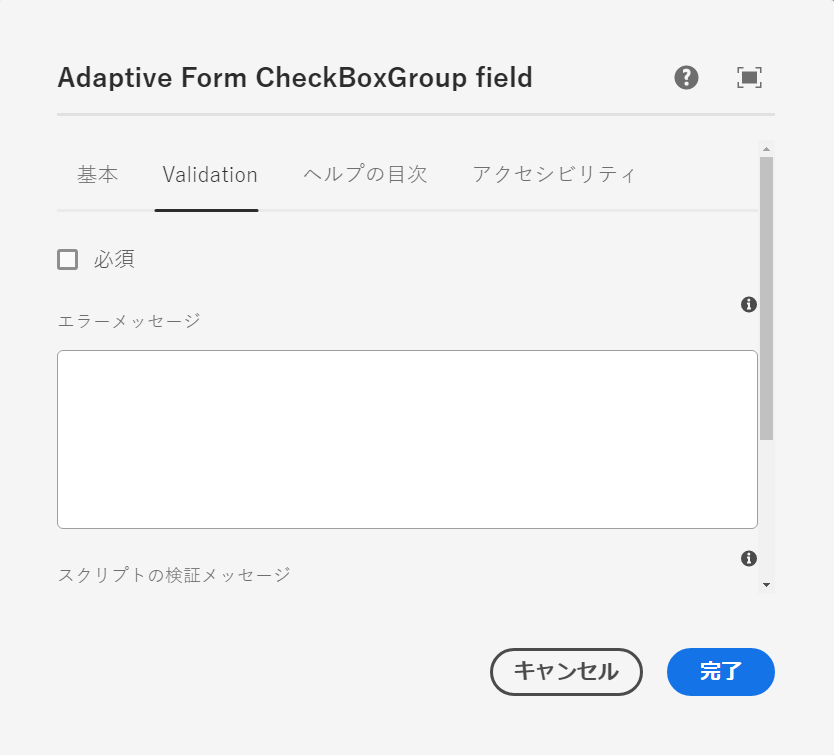 Adaptive Form CheckBoxGroup field
基本 Validation ヘルプの目次 アクセシビリティ
必須
エラーメッセージ
スクリプトの検証メッセージ
キャンセル 完了